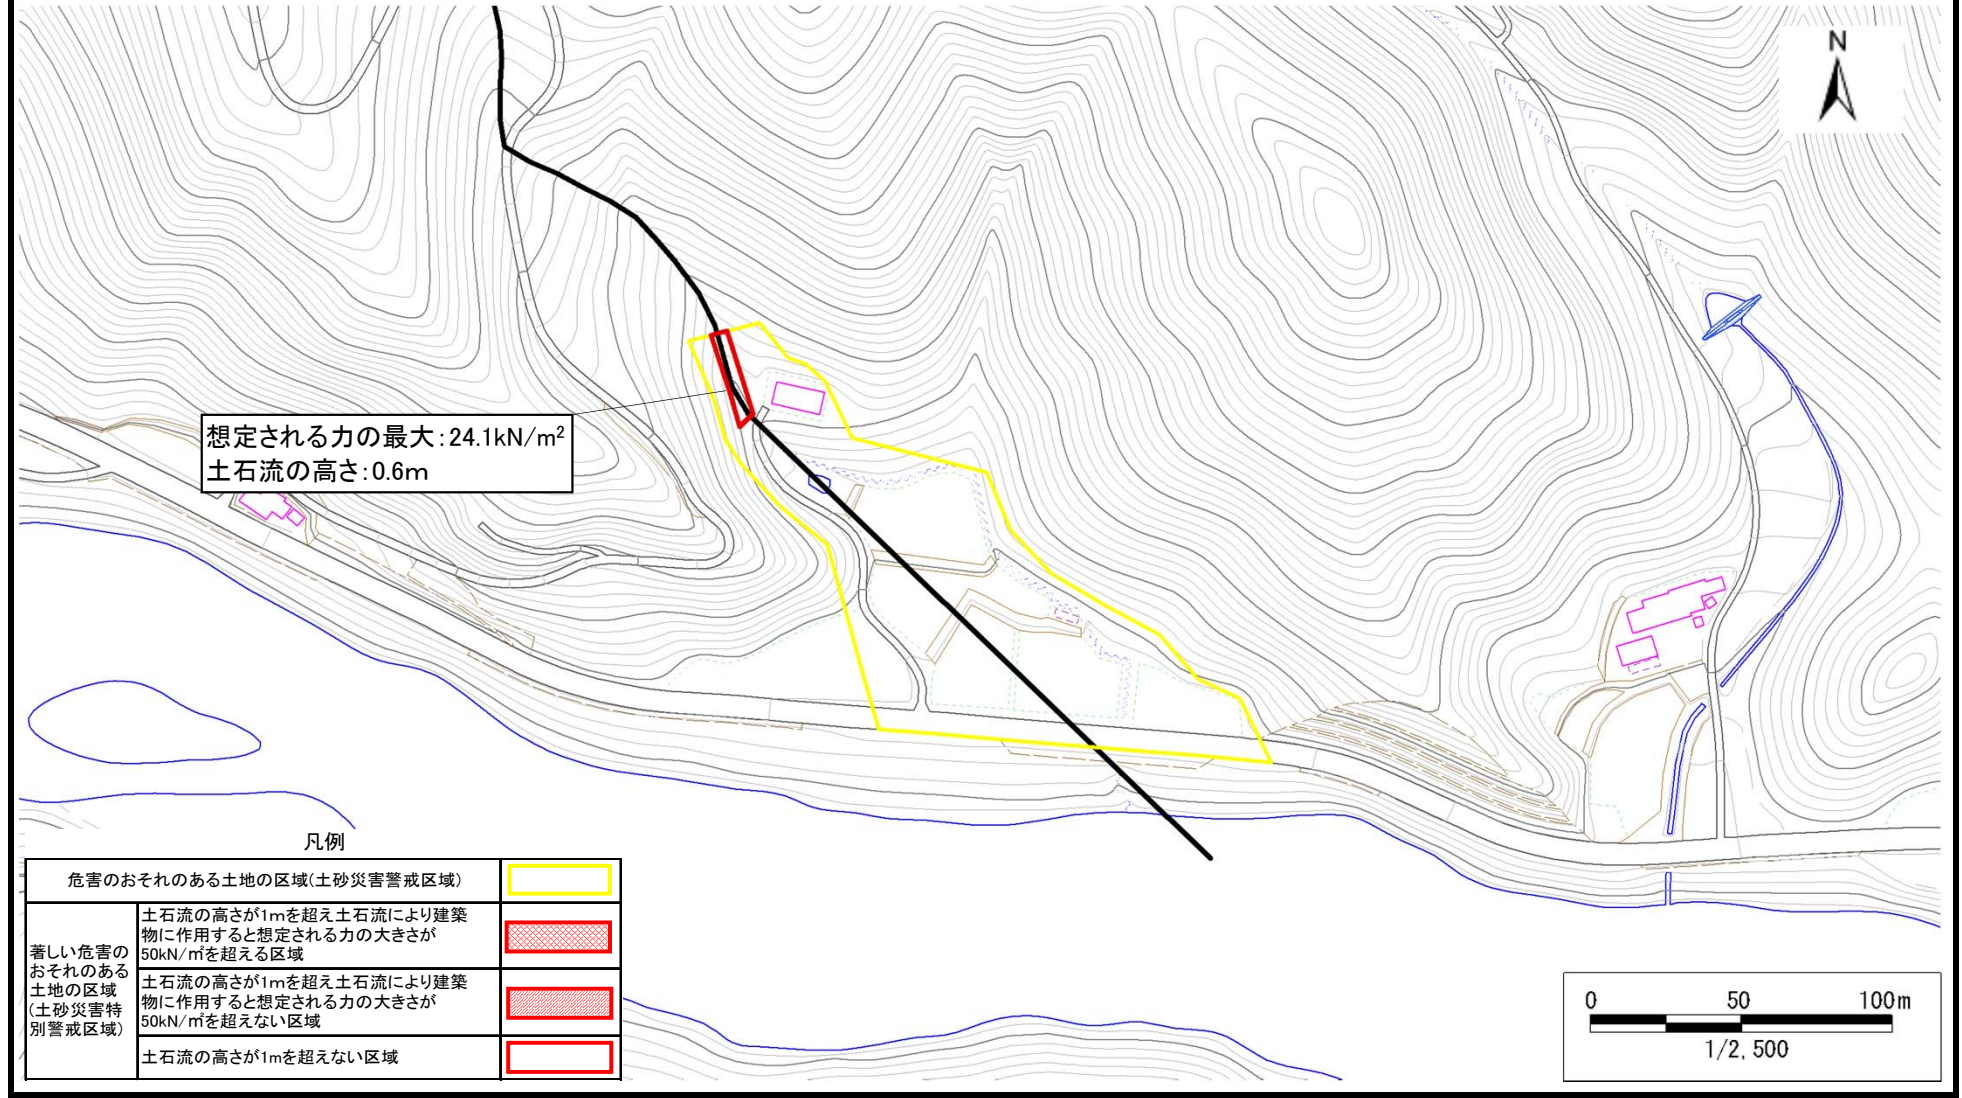 N
想定される力の最大:24.1kN/m²
土石流の高さ:0.6m
凡例
危害のおそれのある土地の区域(土砂災害警戒区域)
著しい危害の
おそれのある
土地の区域
(土砂災害特
別警戒区域)
土石流の高さが1mを超え土石流により建築
物に作用すると想定される力の大きさが
50kN/㎡を超える区域
土石流の高さが1mを超え土石流により建築
物に作用すると想定される力の大きさが
50kN/㎡を超えない区域
土石流の高さが1mを超えない区域
0 50 100m
1/2,500